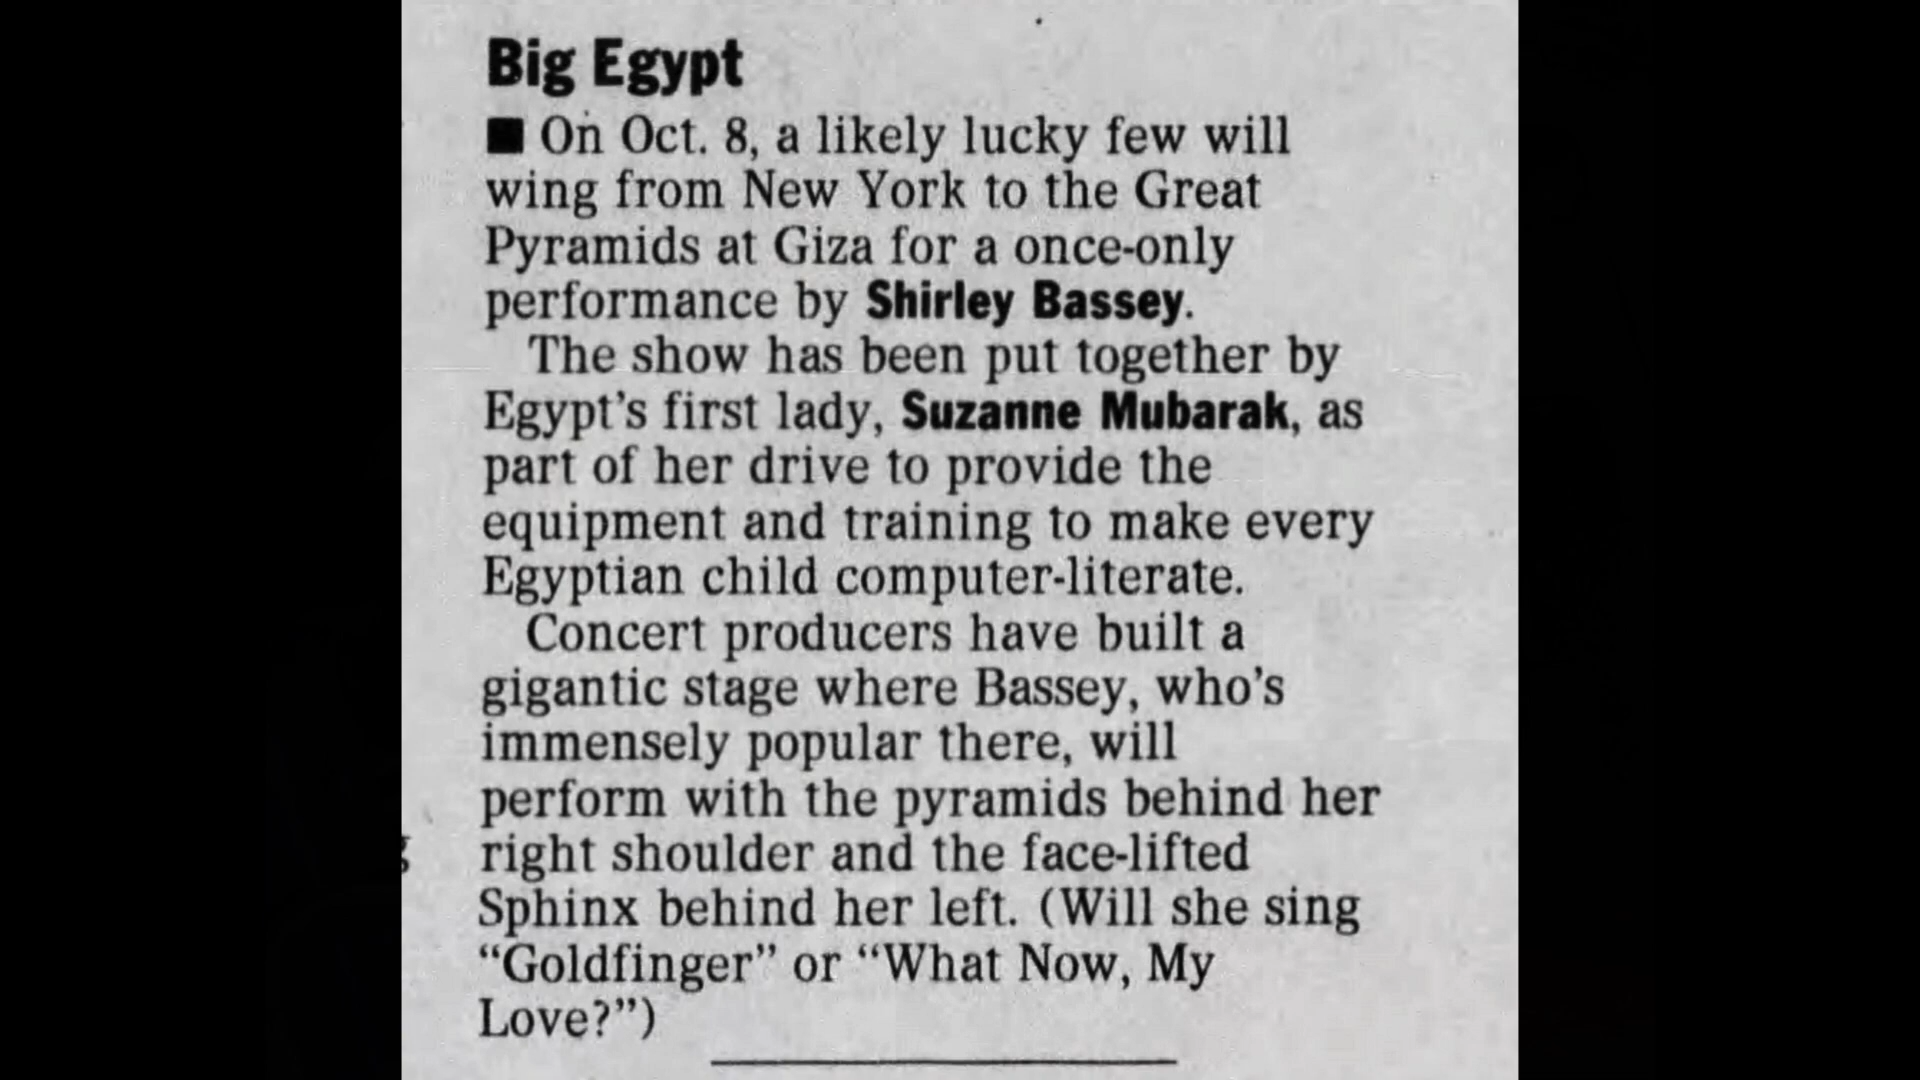 Big Egypt
■ On Oct. 8, a likely lucky few will
wing from New York to the Great
Pyramids at Giza for a once-only
performance by Shirley Bassey.
The show has been put together by
Egypt's first lady, Suzanne Mubarak, as
part of her drive to provide the
equipment and training to make every
Egyptian child computer-literate.
Concert producers have built a
gigantic stage where Bassey, who's
immensely popular there, will
perform with the pyramids behind her
right shoulder and the face-lifted
Sphinx behind her left. (Will she sing
“Goldfinger” or “What Now, My
Love?”)